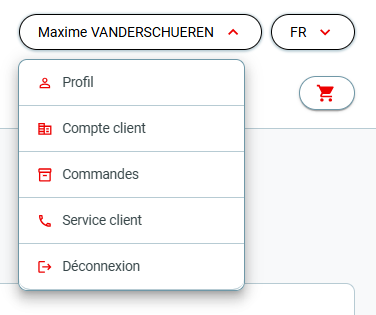 Maxime VANDERSCHUEREN
FR
Profil
Compte client
Commandes
Service client
Déconnexion